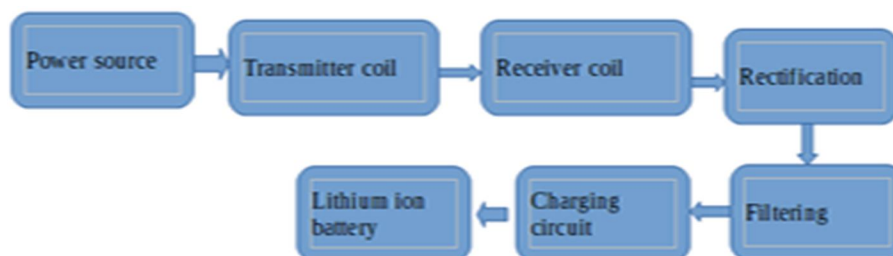 Power source
Transmitter coil
Receiver coil
Rectification
Filtering
Charging
circuit
Lithium ion
battery